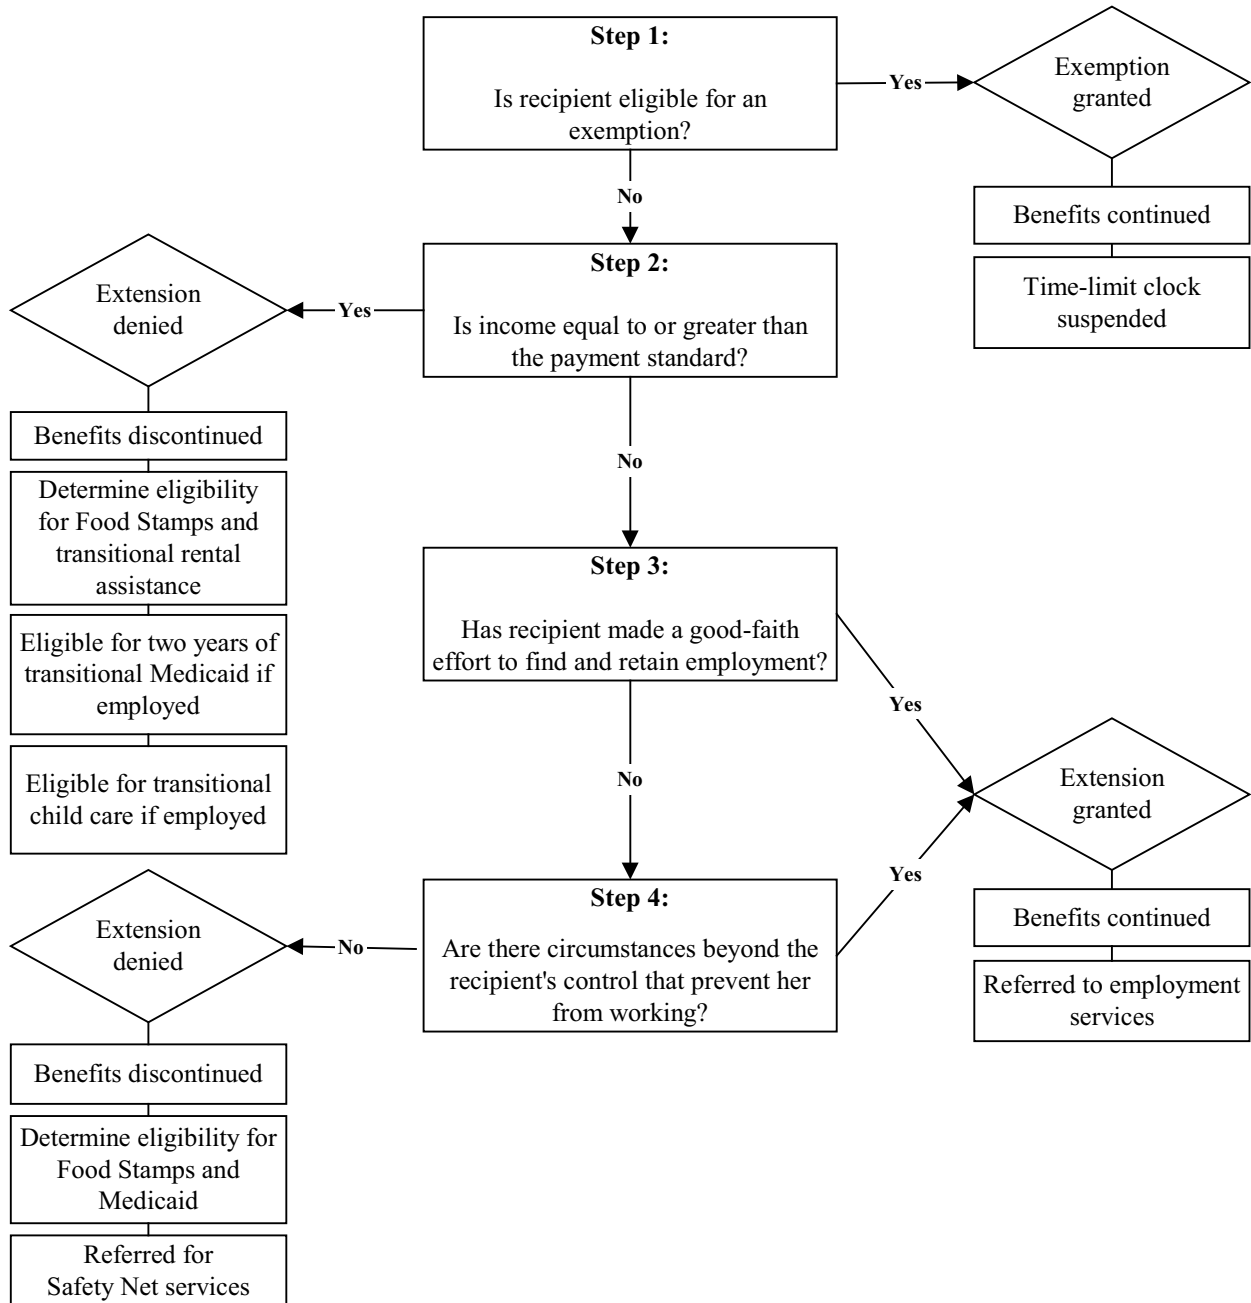 Step 1:
Is recipient eligible for an
exemption?
Yes
Exemption
granted
Benefits continued
Time-limit clock
suspended
No
Step 2:
Is income equal to or greater than
the payment standard?
Yes
Extension
denied
Benefits discontinued
Determine eligibility
for Food Stamps and
transitional rental
assistance
Eligible for two years of
transitional Medicaid if
employed
Eligible for transitional
child care if employed
No
Step 3:
Has recipient made a good-faith
effort to find and retain employment?
Yes
Extension
granted
Benefits continued
Referred to employment
services
No
Step 4:
Are there circumstances beyond the
recipient's control that prevent her
from working?
Yes
No
Extension
denied
Benefits discontinued
Determine eligibility for
Food Stamps and
Medicaid
Referred for
Safety Net services